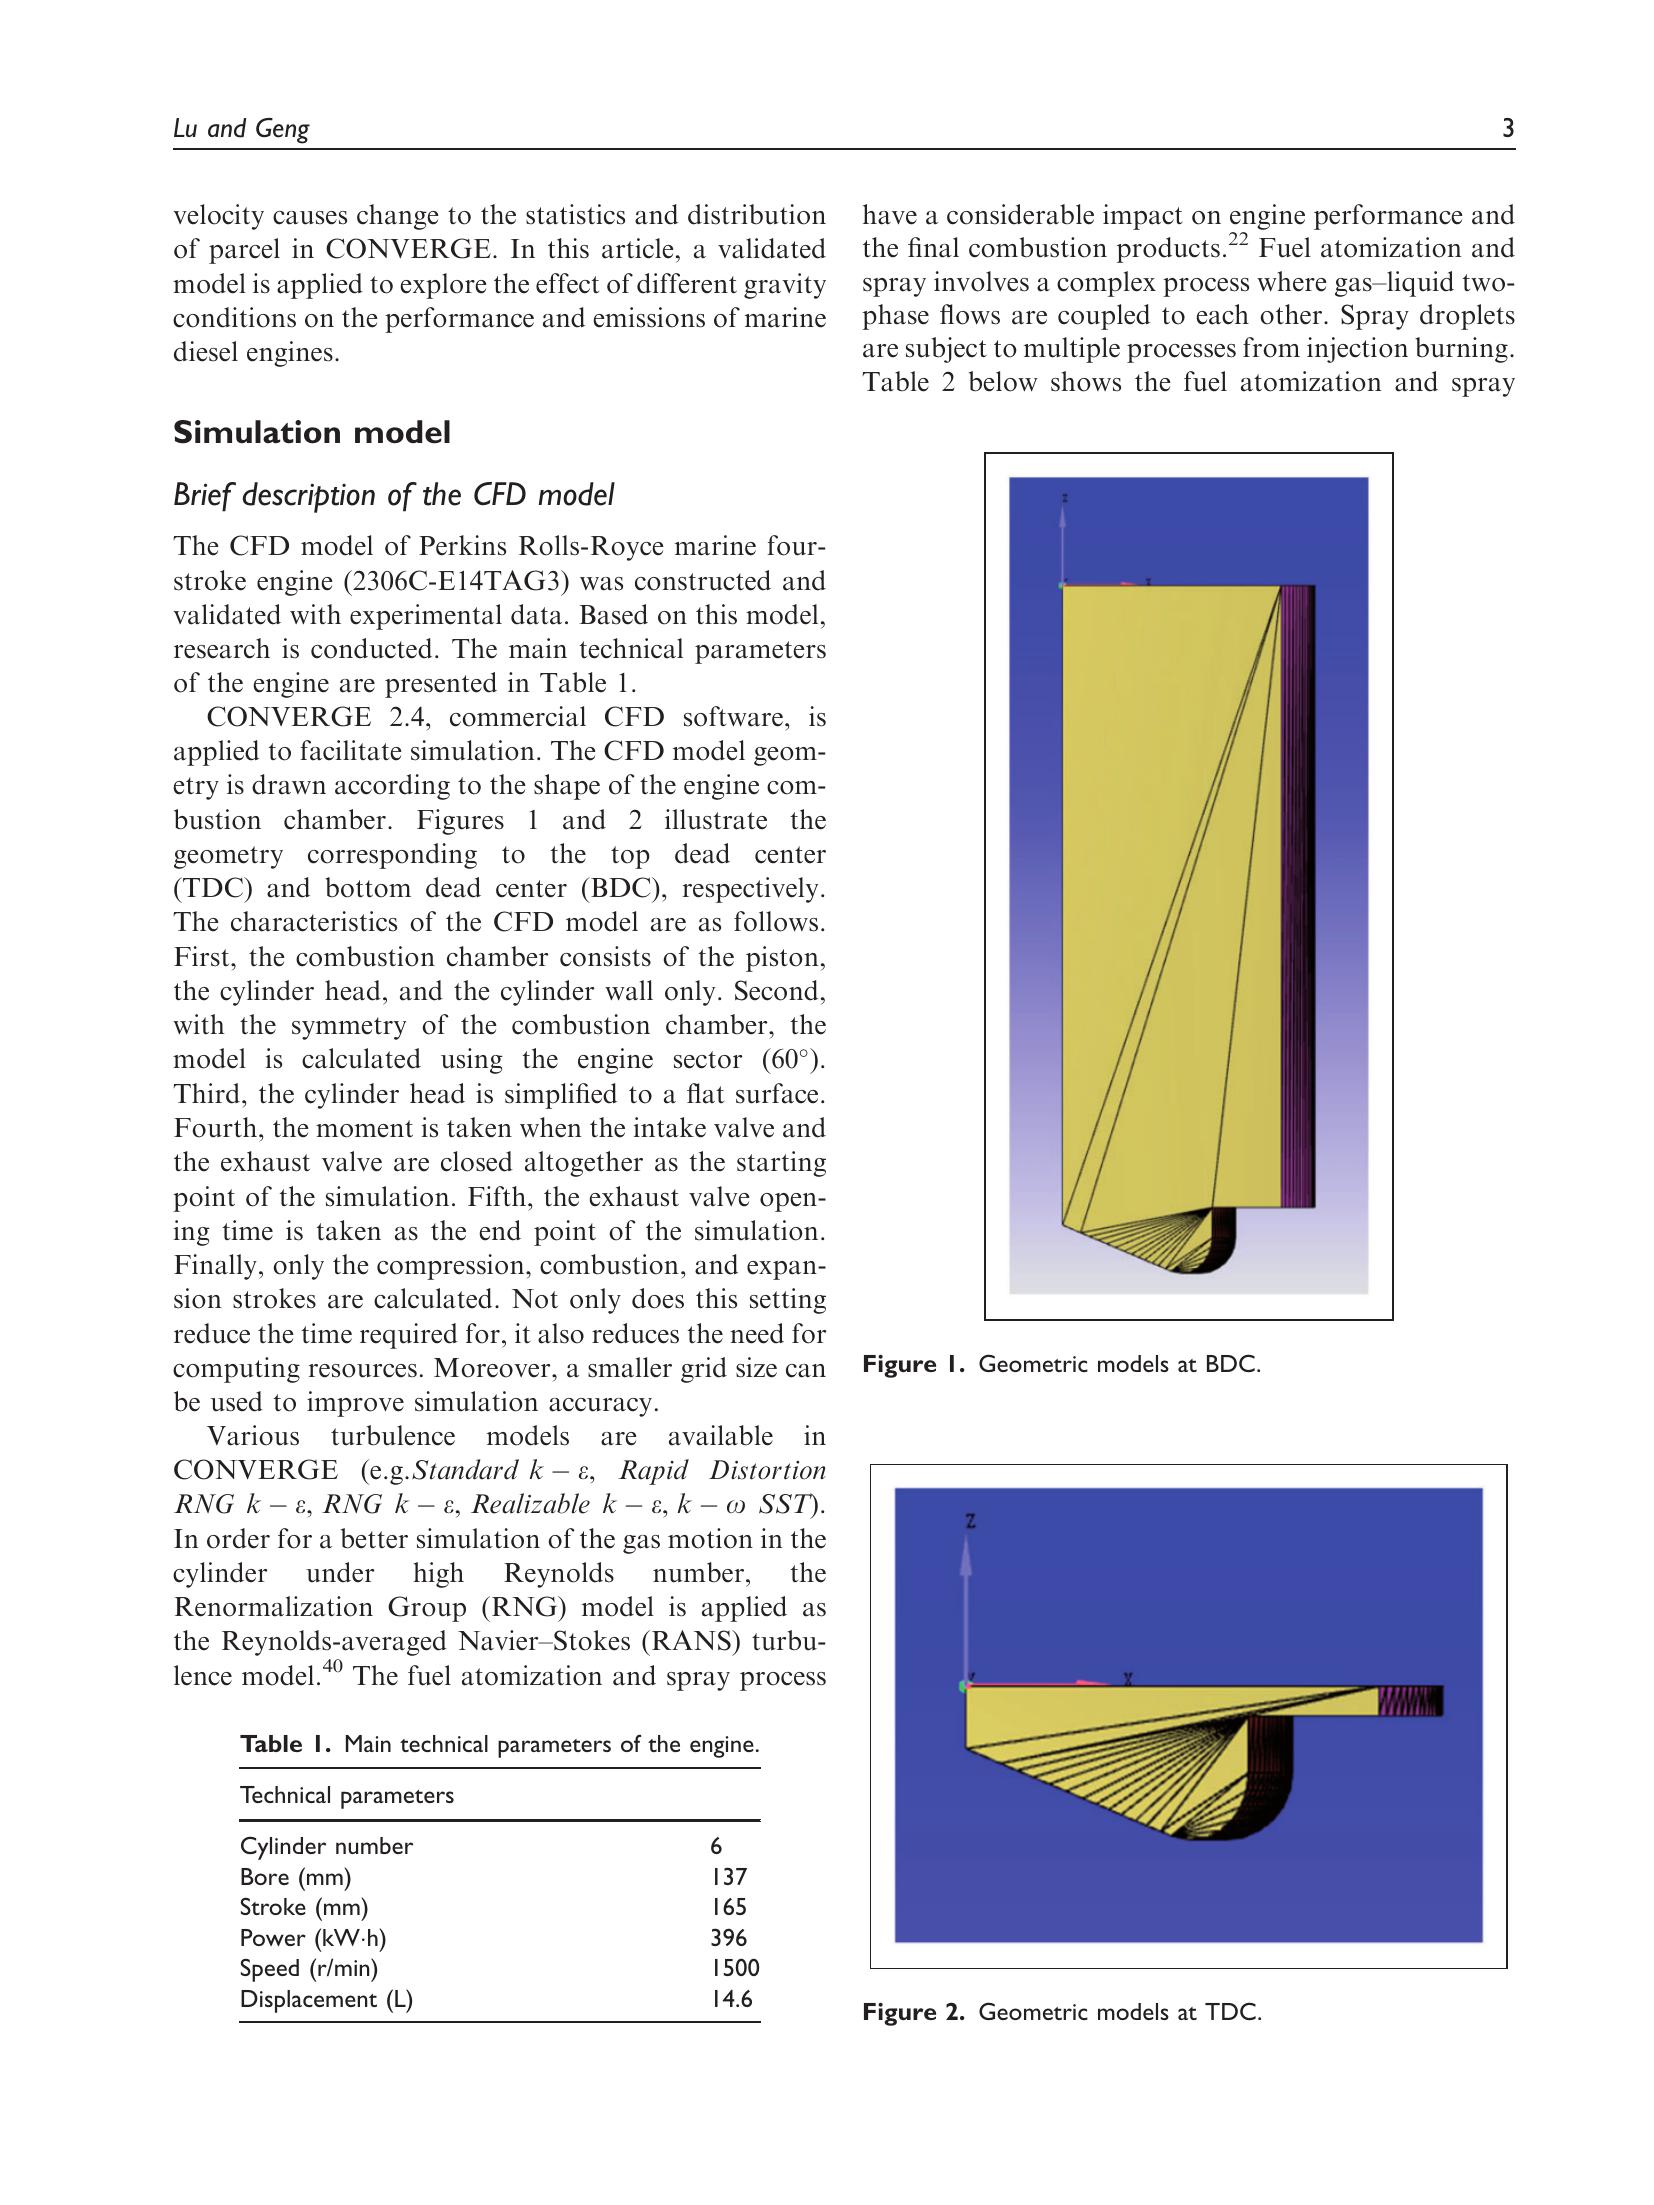 Lu and Geng
3
velocity causes change to the statistics and distribution
of parcel in CONVERGE. In this article, a validated
model is applied to explore the effect of different gravity
conditions on the performance and emissions of marine
diesel engines.
Simulation model
Brief description of the CFD model
The CFD model of Perkins Rolls-Royce marine four-
stroke engine (2306C-E14TAG3) was constructed and
validated with experimental data. Based on this model,
research is conducted. The main technical parameters
of the engine are presented in Table 1.
CONVERGE 2.4, commercial CFD software, is
applied to facilitate simulation. The CFD model geom-
etry is drawn according to the shape of the engine com-
bustion chamber. Figures 1 and 2 illustrate the
geometry corresponding to the top dead center
(TDC) and bottom dead center (BDC), respectively.
The characteristics of the CFD model are as follows.
First, the combustion chamber consists of the piston,
the cylinder head, and the cylinder wall only. Second,
with the symmetry of the combustion chamber, the
model is calculated using the engine sector (60°).
Third, the cylinder head is simplified to a flat surface.
Fourth, the moment is taken when the intake valve and
the exhaust valve are closed altogether as the starting
point of the simulation. Fifth, the exhaust valve open-
ing time is taken as the end point of the simulation.
Finally, only the compression, combustion, and expan-
sion strokes are calculated. Not only does this setting
reduce the time required for, it also reduces the need for
computing resources. Moreover, a smaller grid size can
be used to improve simulation accuracy.
Various turbulence models are available in
CONVERGE (e.g.Standard k − ε, Rapid Distortion
RNG k − ε, RNG k − ε, Realizable k − ε, k − ω SST).
In order for a better simulation of the gas motion in the
cylinder under high Reynolds number, the
Renormalization Group (RNG) model is applied as
the Reynolds-averaged Navier–Stokes (RANS) turbu-
lence model.40 The fuel atomization and spray process
Table 1. Main technical parameters of the engine.
Technical parameters
Cylinder number 6
Bore (mm) 137
Stroke (mm) 165
Power (kW·h) 396
Speed (r/min) 1500
Displacement (L) 14.6
have a considerable impact on engine performance and
the final combustion products.22 Fuel atomization and
spray involves a complex process where gas–liquid two-
phase flows are coupled to each other. Spray droplets
are subject to multiple processes from injection burning.
Table 2 below shows the fuel atomization and spray
z
Figure 1. Geometric models at BDC.
Z
X
Figure 2. Geometric models at TDC.